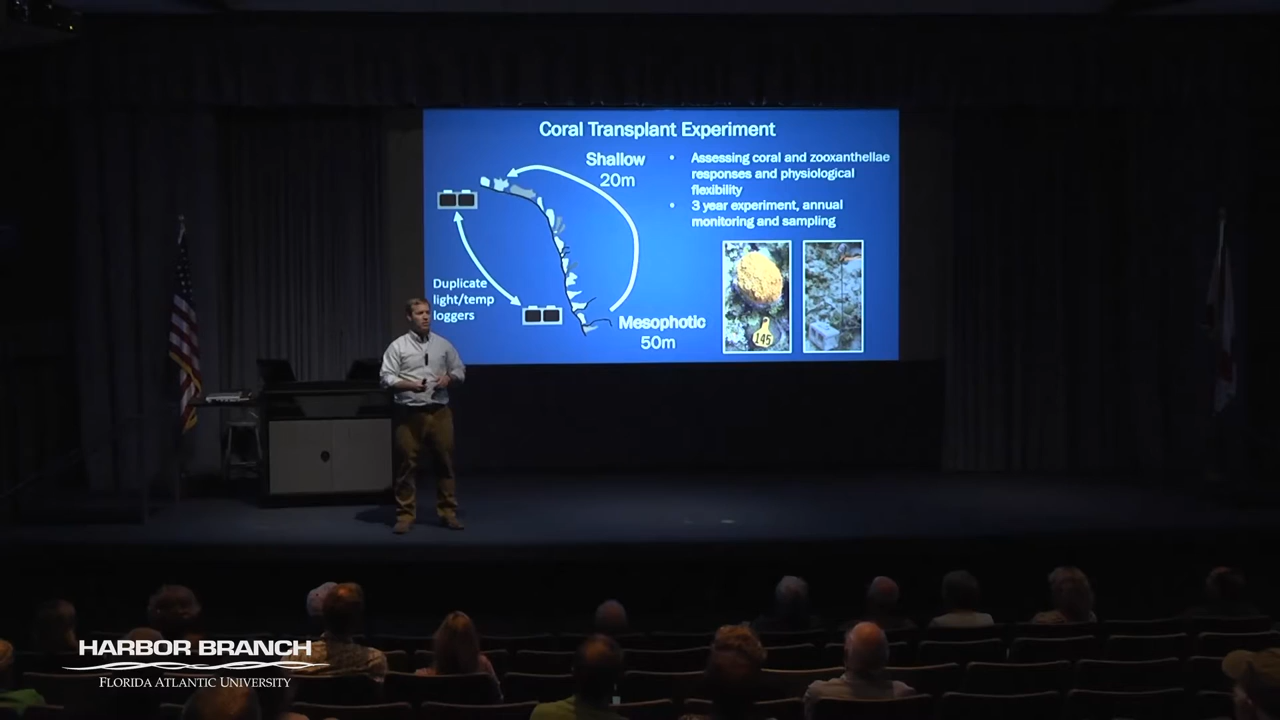 Coral Transplant Experiment
Shallow
20m
• Assessing coral and zooxanthellae
responses and physiological
flexibility
• 3 year experiment, annual
monitoring and sampling
Duplicate
light/temp
loggers
Mesophotic
50m
145
HARBOR BRANCH
FLORIDA ATLANTIC UNIVERSITY